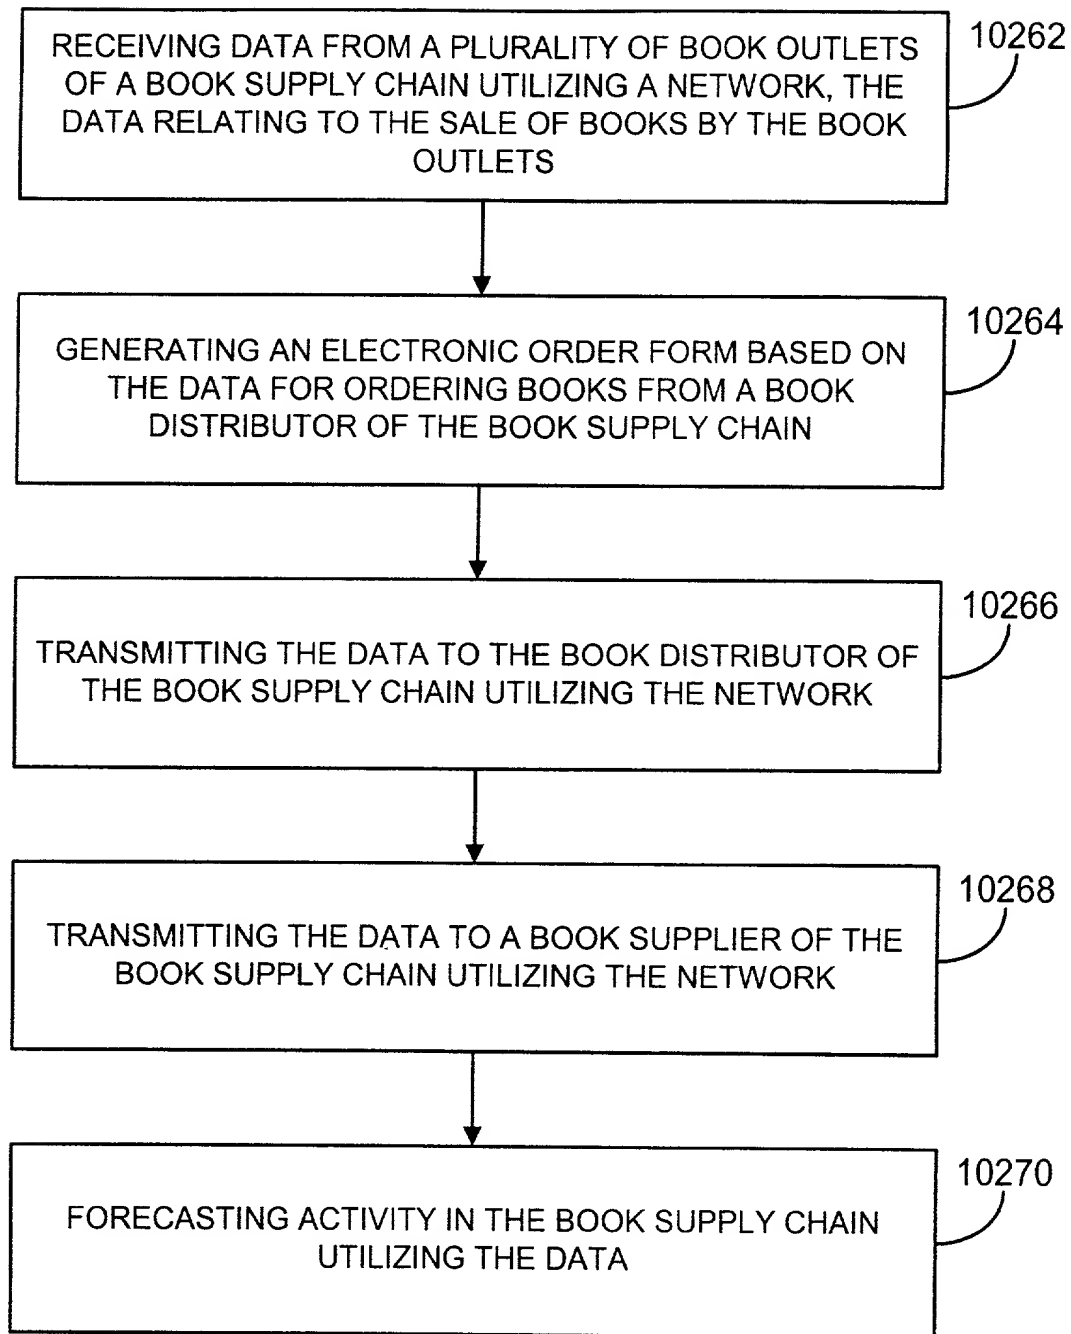 RECEIVING DATA FROM A PLURALITY OF BOOK OUTLETS
OF A BOOK SUPPLY CHAIN UTILIZING A NETWORK, THE
DATA RELATING TO THE SALE OF BOOKS BY THE BOOK
OUTLETS
10262
GENERATING AN ELECTRONIC ORDER FORM BASED ON
THE DATA FOR ORDERING BOOKS FROM A BOOK
DISTRIBUTOR OF THE BOOK SUPPLY CHAIN
10264
TRANSMITTING THE DATA TO THE BOOK DISTRIBUTOR OF
THE BOOK SUPPLY CHAIN UTILIZING THE NETWORK
10266
TRANSMITTING THE DATA TO A BOOK SUPPLIER OF THE
BOOK SUPPLY CHAIN UTILIZING THE NETWORK
10268
FORECASTING ACTIVITY IN THE BOOK SUPPLY CHAIN
UTILIZING THE DATA
10270